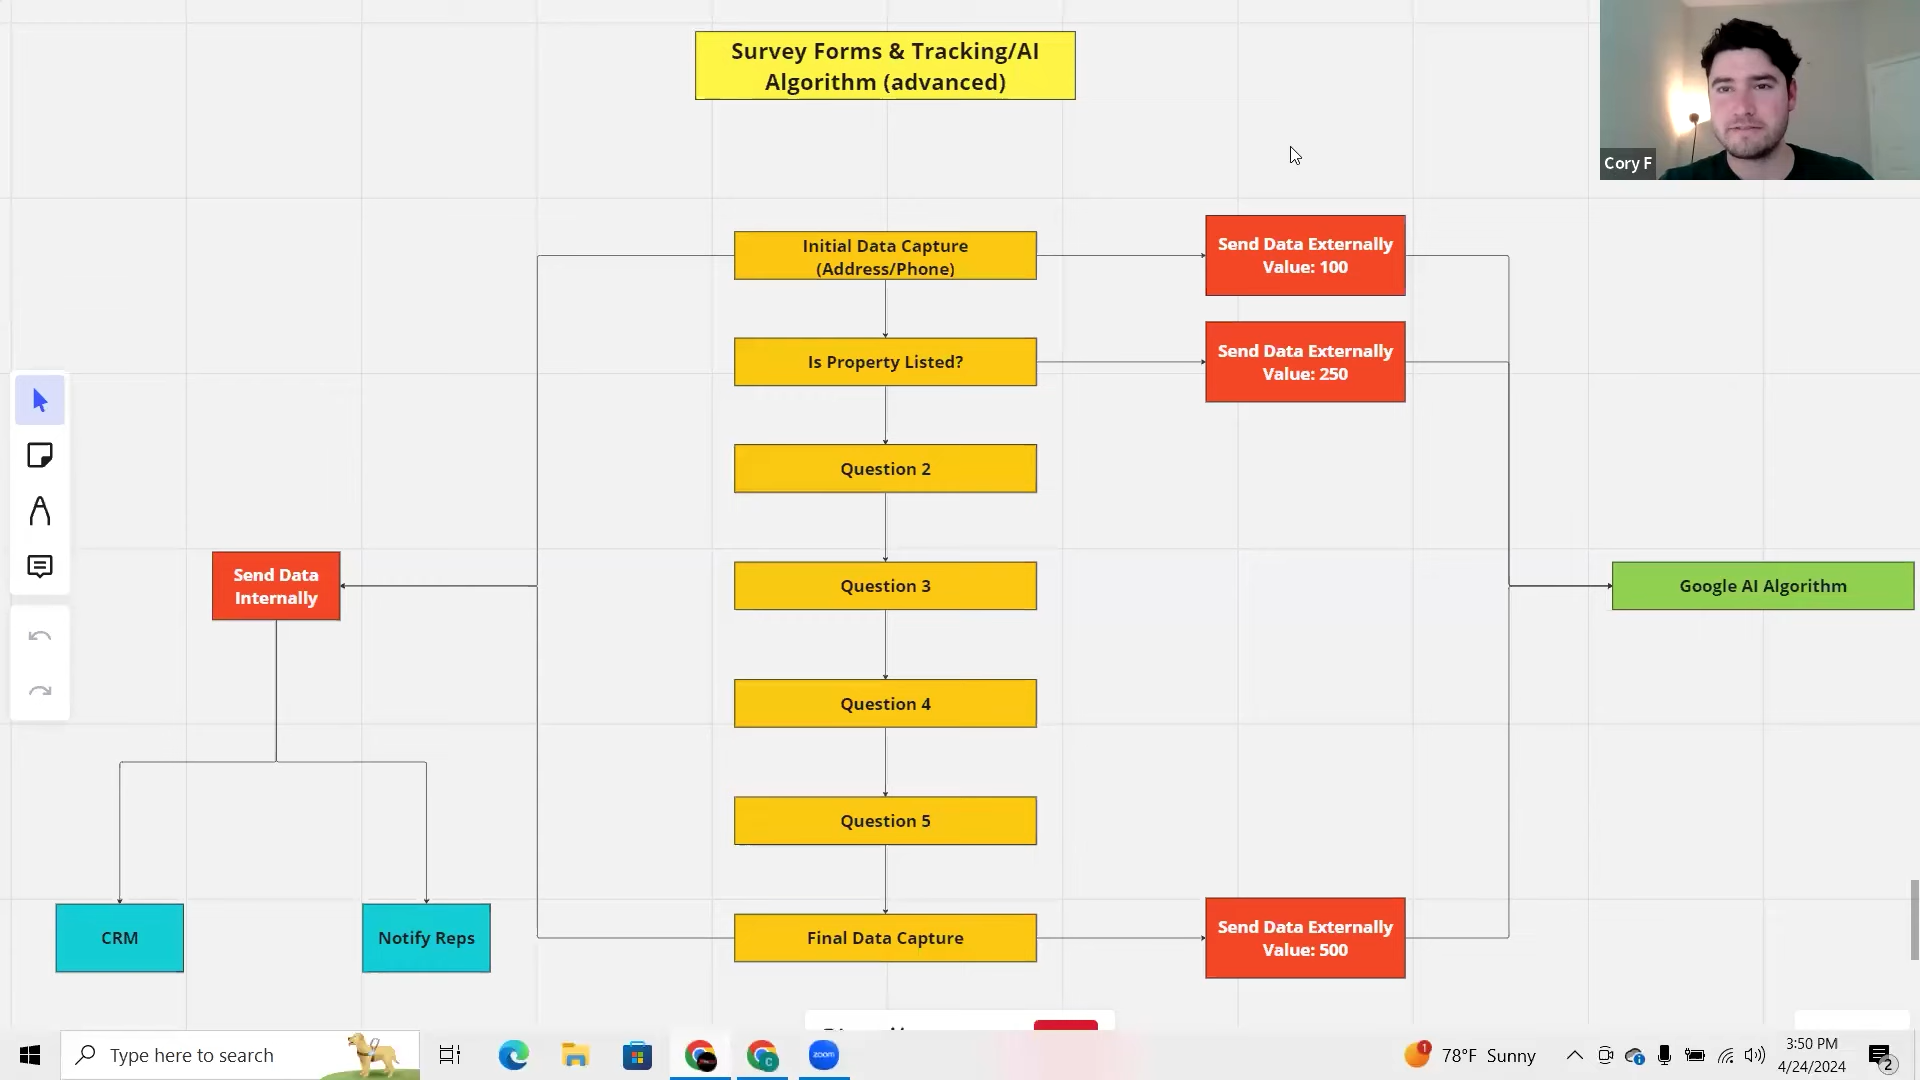 Survey Forms & Tracking/AI
Algorithm (advanced)
Cory F
Initial Data Capture
(Address/Phone)
Send Data Externally
Value: 100
Is Property Listed?
Send Data Externally
Value: 250
Question 2
Send Data
Internally
Question 3
Google AI Algorithm
Question 4
Question 5
CRM
Notify Reps
Final Data Capture
Send Data Externally
Value: 500
Type here to search
zoom
C
1
78°F Sunny
3:50 PM
4/24/2024
2